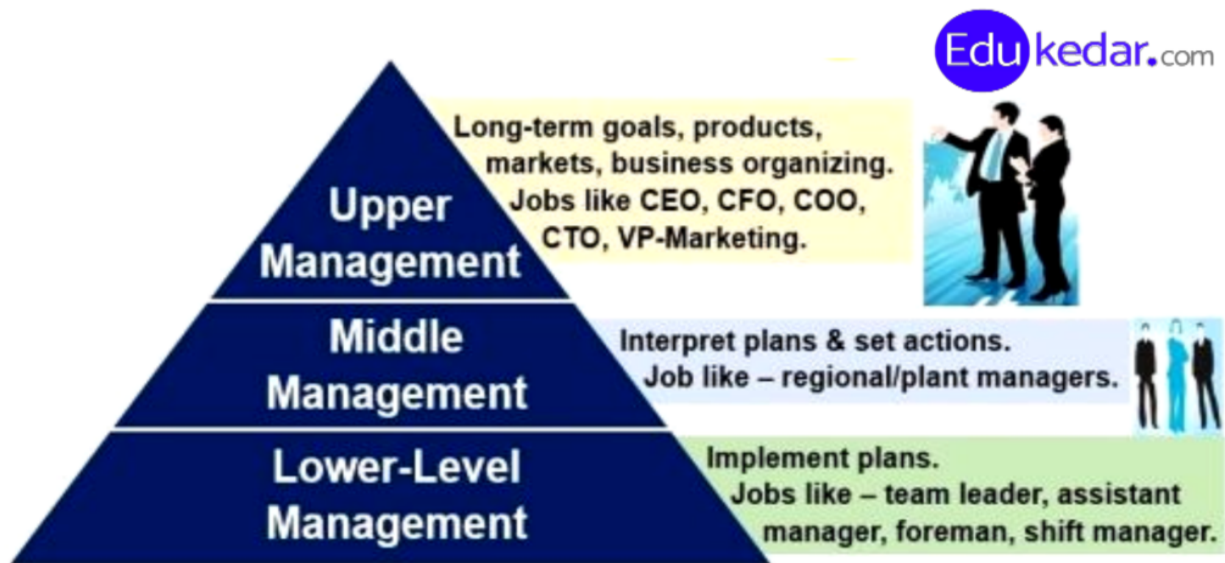 Edukedar.com
Upper
Management
Long-term goals, products,
markets, business organizing.
Jobs like CEO, CFO, COO,
CTO, VP-Marketing.
Middle
Management
Interpret plans & set actions.
Job like – regional/plant managers.
Lower-Level
Management
Implement plans.
Jobs like – team leader, assistant
manager, foreman, shift manager.